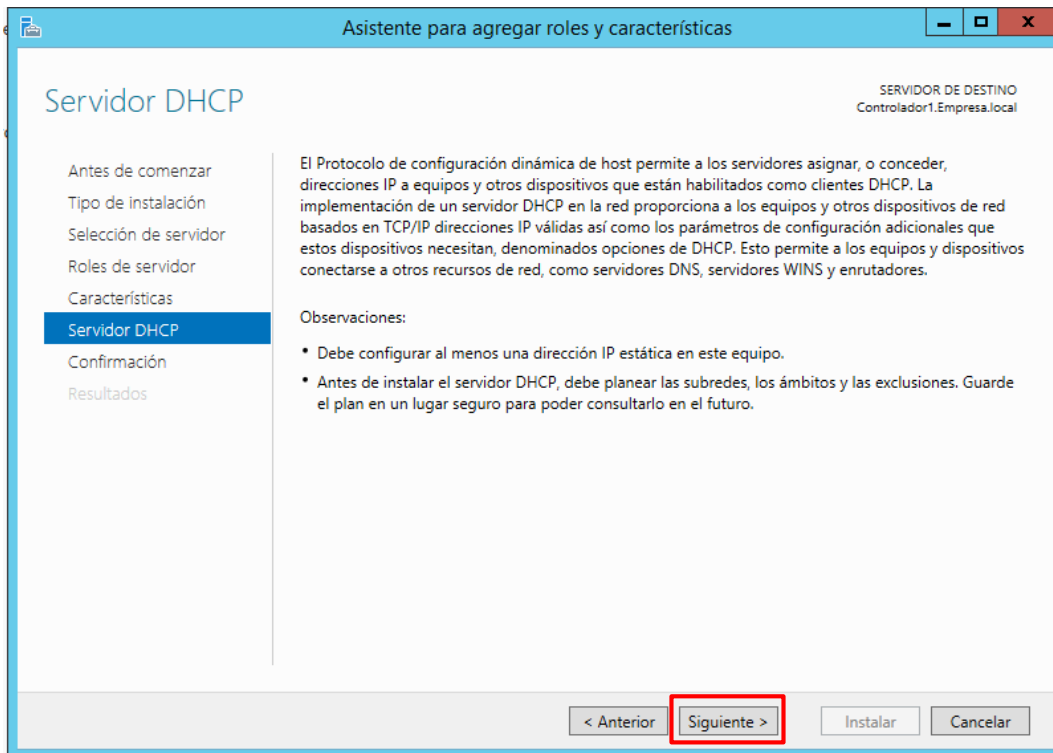 Asistente para agregar roles y características
Servidor DHCP
SERVIDOR DE DESTINO
Controlador1.Empresa.local
Antes de comenzar
Tipo de instalación
Selección de servidor
Roles de servidor
Características
Servidor DHCP
Confirmación
Resultados
El Protocolo de configuración dinámica de host permite a los servidores asignar, o conceder,
direcciones IP a equipos y otros dispositivos que están habilitados como clientes DHCP. La
implementación de un servidor DHCP en la red proporciona a los equipos y otros dispositivos de red
basados en TCP/IP direcciones IP válidas así como los parámetros de configuración adicionales que
estos dispositivos necesitan, denominados opciones de DHCP. Esto permite a los equipos y dispositivos
conectarse a otros recursos de red, como servidores DNS, servidores WINS y enrutadores.
Observaciones:
• Debe configurar al menos una dirección IP estática en este equipo.
• Antes de instalar el servidor DHCP, debe planear las subredes, los ámbitos y las exclusiones. Guarde
el plan en un lugar seguro para poder consultarlo en el futuro.
< Anterior
Siguiente >
Instalar
Cancelar